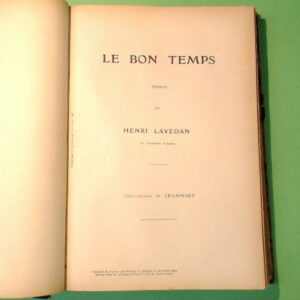 LE BON TEMPS
ROMAN
PAR
HENRI LAVEDAN
de l'Académie française
Illustrations de JEANNIOT